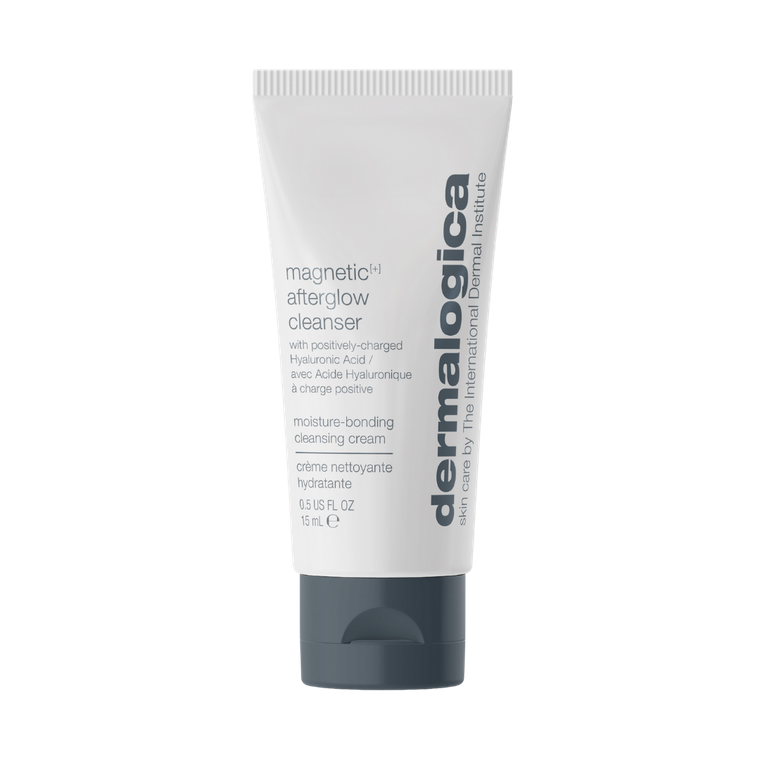 magnetic[+]
afterglow
cleanser
with positively-charged
Hyaluronic Acid /
avec Acide Hyaluronique
à charge positive
moisture-bonding
cleansing cream
crème nettoyante
hydratante
0.5 US FL OZ
15 mL ℮
dermalogica
skin care by The International Dermal Institute